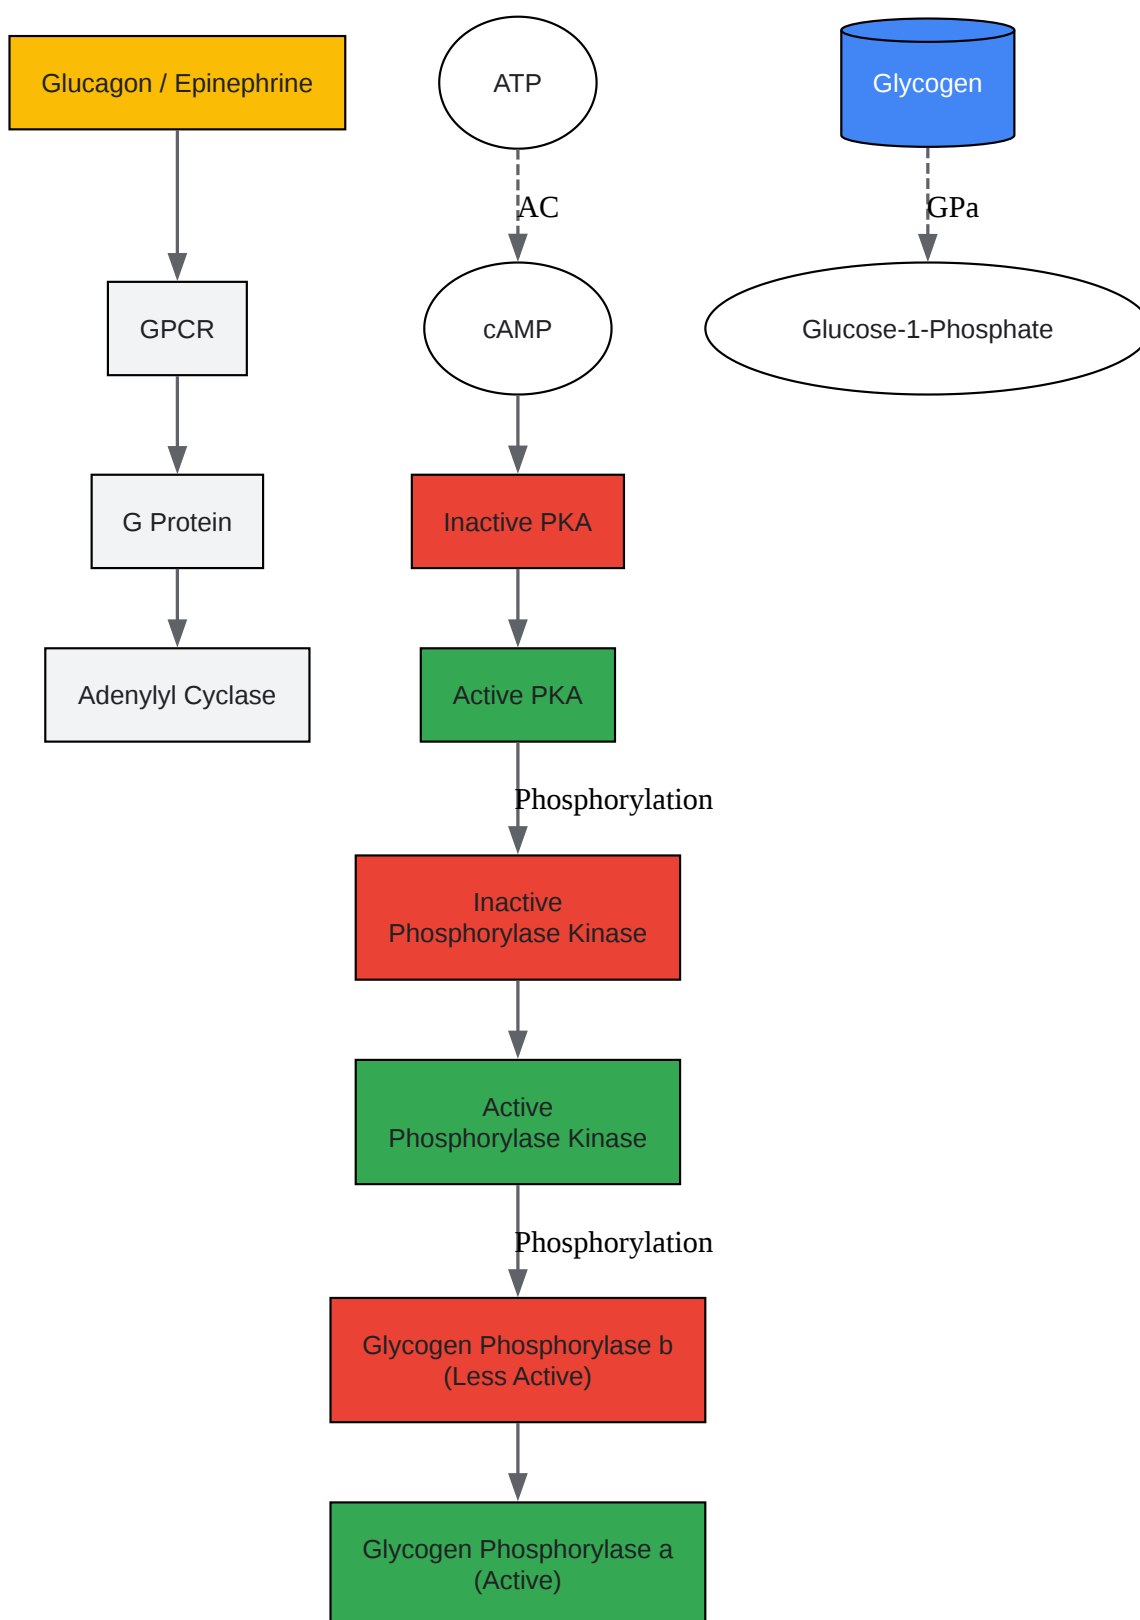 Glucagon / Epinephrine
GPCR
G Protein
Adenylyl Cyclase
ATP
AC
cAMP
Inactive PKA
Active PKA
Phosphorylation
Inactive
Phosphorylase Kinase
Active
Phosphorylase Kinase
Phosphorylation
Glycogen Phosphorylase b
(Less Active)
Glycogen Phosphorylase a
(Active)
Glycogen
GPa
Glucose-1-Phosphate